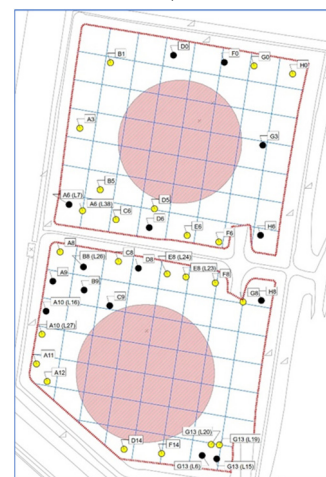 D0
F0
B1
G0
H0
A3
G3
B5
A6 (L7)
D5
A6 (L38)
C6
D6
E6
F6
H6
A8
C8
E8 (L24)
B8 (L26)
D8
E8 (L23)
A9
B9
F8
G8
H8
A10 (L16)
C9
A10 (L27)
A11
A12
G13 (L20)
D14
F14
G13 (L19)
G13 (L6)
G13 (L15)